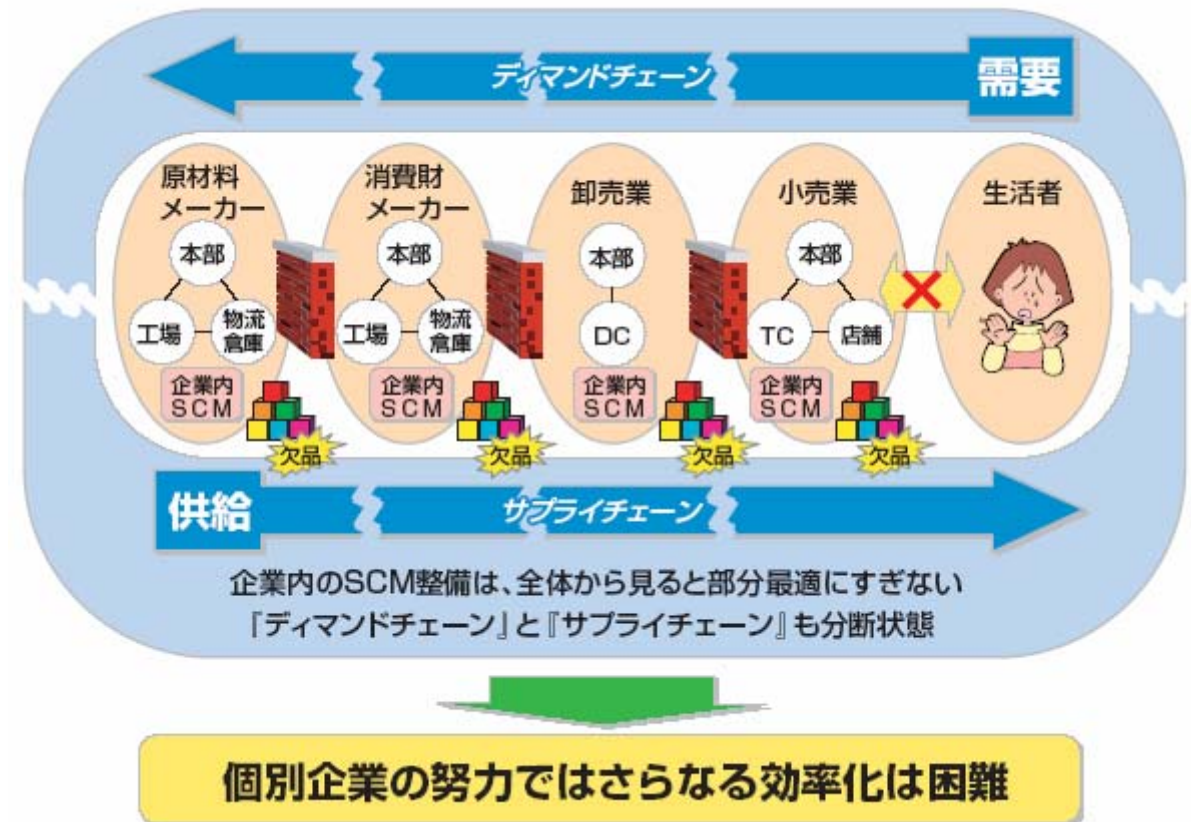 ディマンドチェーン
需要
原材料
メーカー
本部
工場
物流
倉庫
企業内
SCM
欠品
消費財
メーカー
本部
工場
物流
倉庫
企業内
SCM
欠品
卸売業
本部
DC
企業内
SCM
欠品
小売業
本部
TC
店舗
企業内
SCM
欠品
生活者
供給
サプライチェーン
企業内のSCM整備は、全体から見ると部分最適にすぎない
『ディマンドチェーン』と『サプライチェーン』も分断状態
個別企業の努力ではさらなる効率化は困難